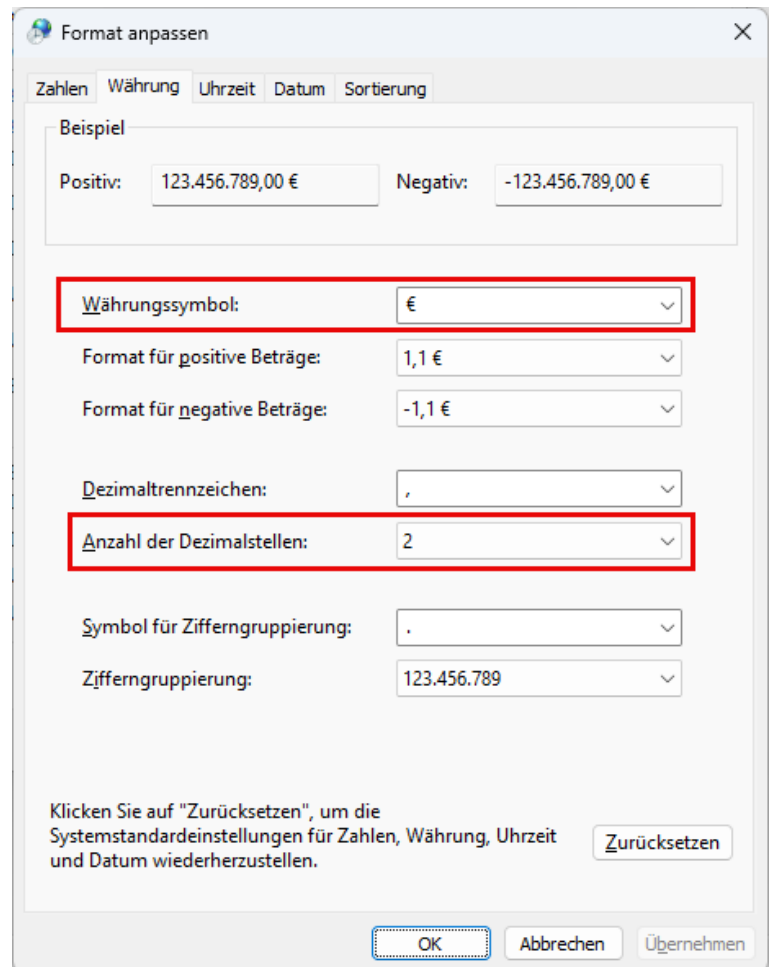 Format anpassen
Zahlen Währung Uhrzeit Datum Sortierung
Beispiel
Positiv: 123.456.789,00 € Negativ: -123.456.789,00 €
Währungssymbol: €
Format für positive Beträge: 1,1 €
Format für negative Beträge: -1,1 €
Dezimaltrennzeichen: ,
Anzahl der Dezimalstellen: 2
Symbol für Zifferngruppierung: .
Zifferngruppierung: 123.456.789
Klicken Sie auf "Zurücksetzen", um die
Systemstandardeinstellungen für Zahlen, Währung, Uhrzeit
und Datum wiederherzustellen.
Zurücksetzen
OK Abbrechen Übernehmen